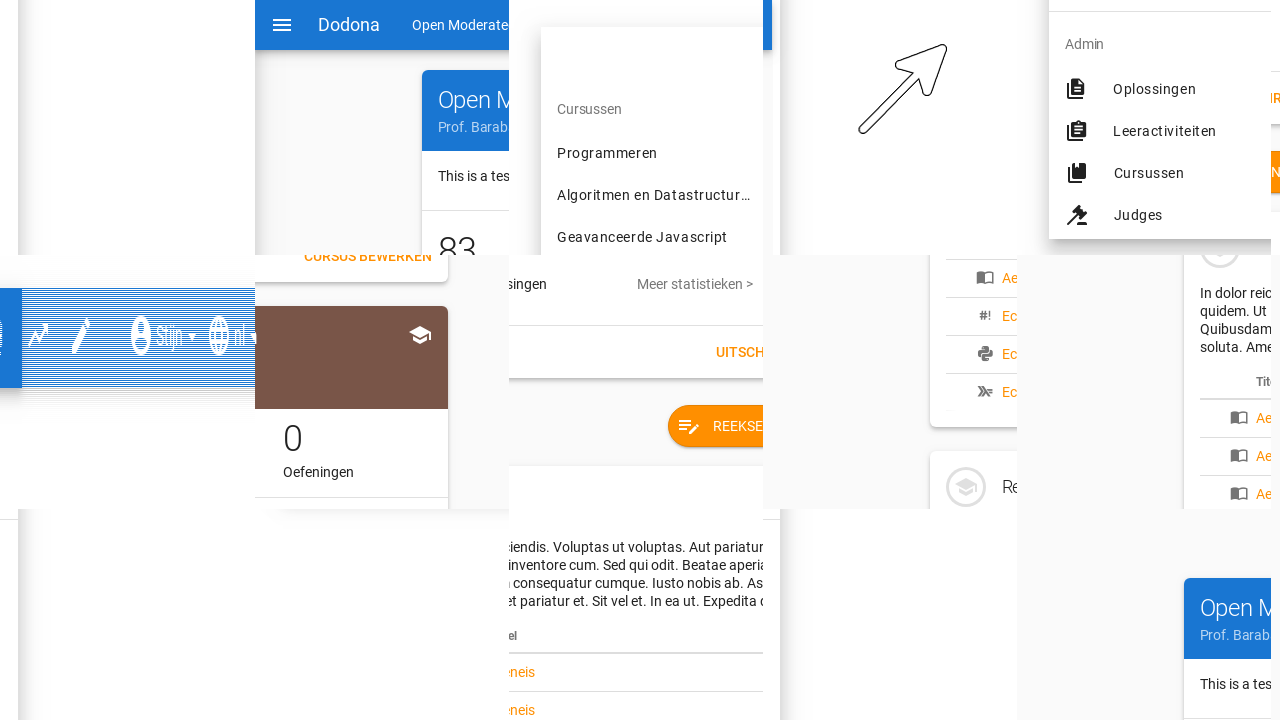 Dodona
Open Moderate
Open M
Prof. Barab
This is a tes
83
Cursussen
Programmeren
Algoritmen en Datastructur…
Geavanceerde Javascript
Admin
Oplossingen
Leeractiviteiten
Cursussen
Judges
CURSUS BEWERKEN
Stijn
nl
0
Oefeningen
singen
Meer statistieken >
UITSCH
REEKSE
Ae
Ec
Ec
Ec
Re
In dolor reic
quidem. Ut
Quibusdam
soluta. Ame
Tite
Ae
Ae
Ae
ciendis. Voluptas ut voluptas. Aut pariatur
inventore cum. Sed qui odit. Beatae aperia
consequatur cumque. Iusto nobis ab. As
et pariatur et. Sit vel et. In ea ut. Expedita
el
eneis
eneis
Open M
Prof. Barab
This is a tes